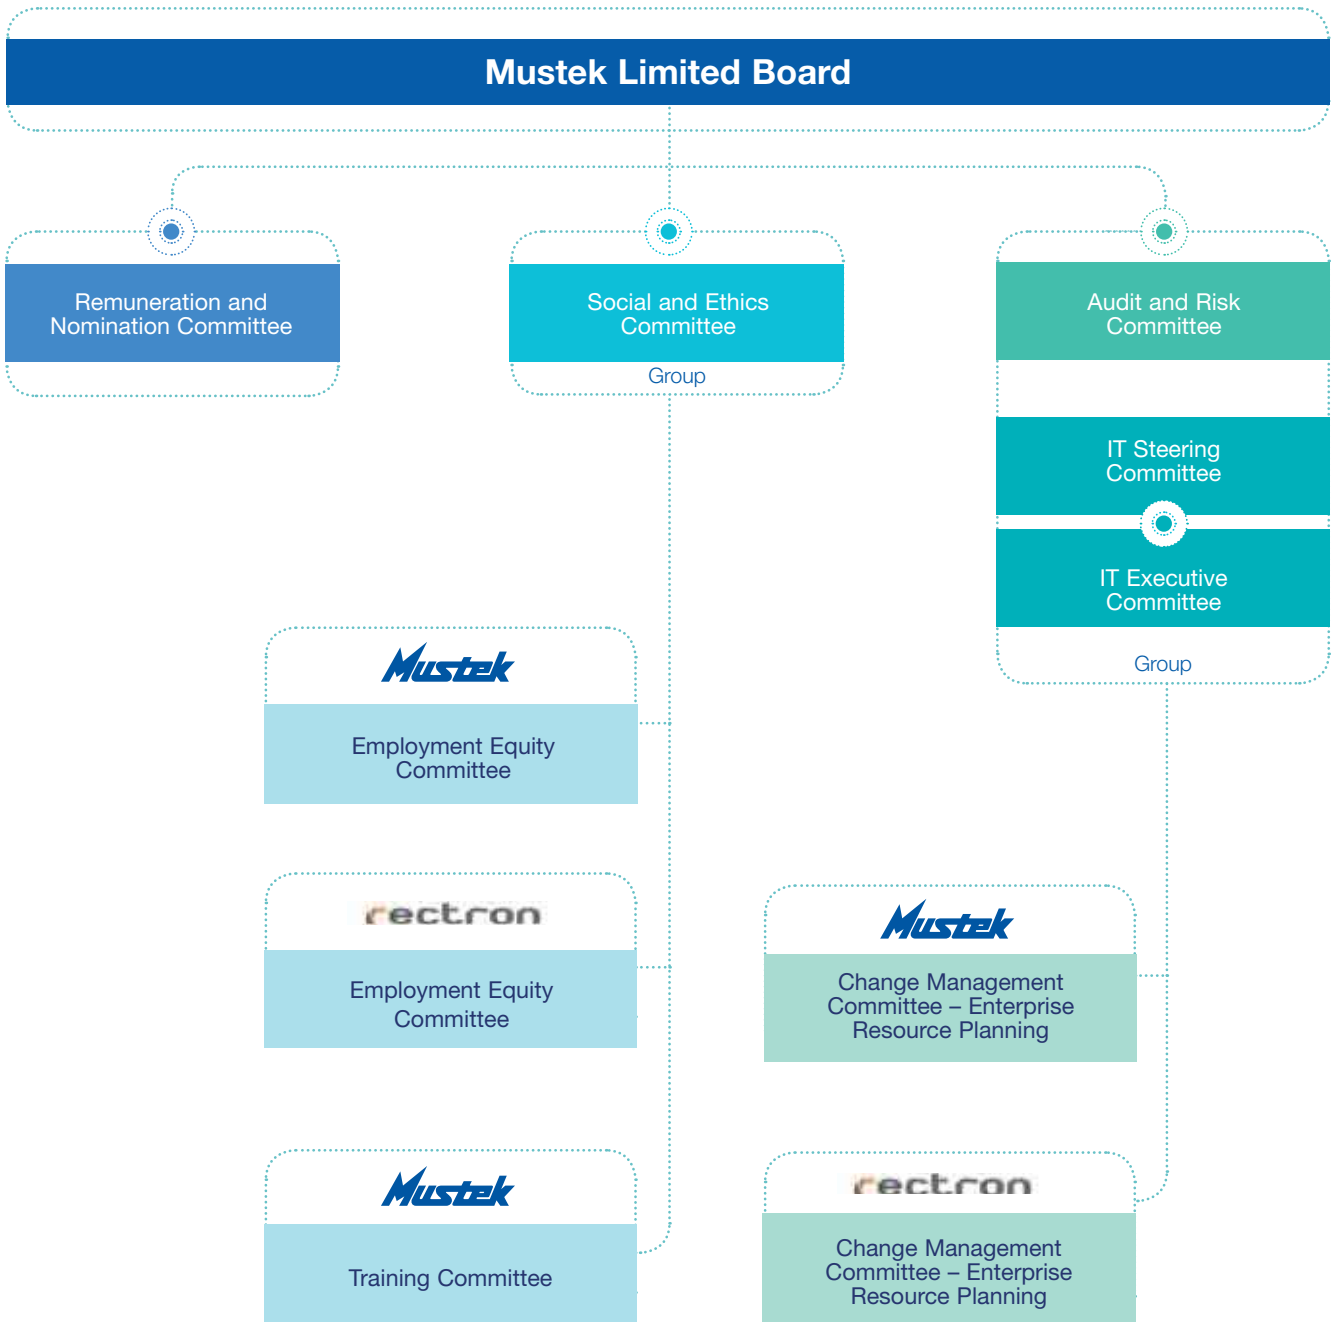 Mustek Limited Board
Remuneration and
Nomination Committee
Social and Ethics
Committee
Group
Audit and Risk
Committee
IT Steering
Committee
IT Executive
Committee
Group
Mustek
Employment Equity
Committee
rectron
Employment Equity
Committee
Mustek
Training Committee
Mustek
Change Management
Committee – Enterprise
Resource Planning
rectron
Change Management
Committee – Enterprise
Resource Planning